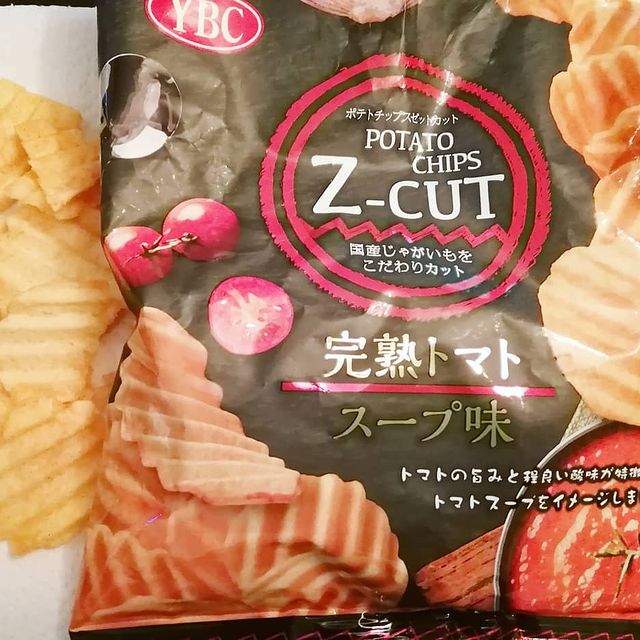 YBC
ポテトチップスゼットカット
POTATO
CHIPS
Z-CUT
国産じゃがいもを
こだわりカット
完熟トマト
スープ味
トマトの旨みと程良い酸味が特徴
トマトスープをイメージしま